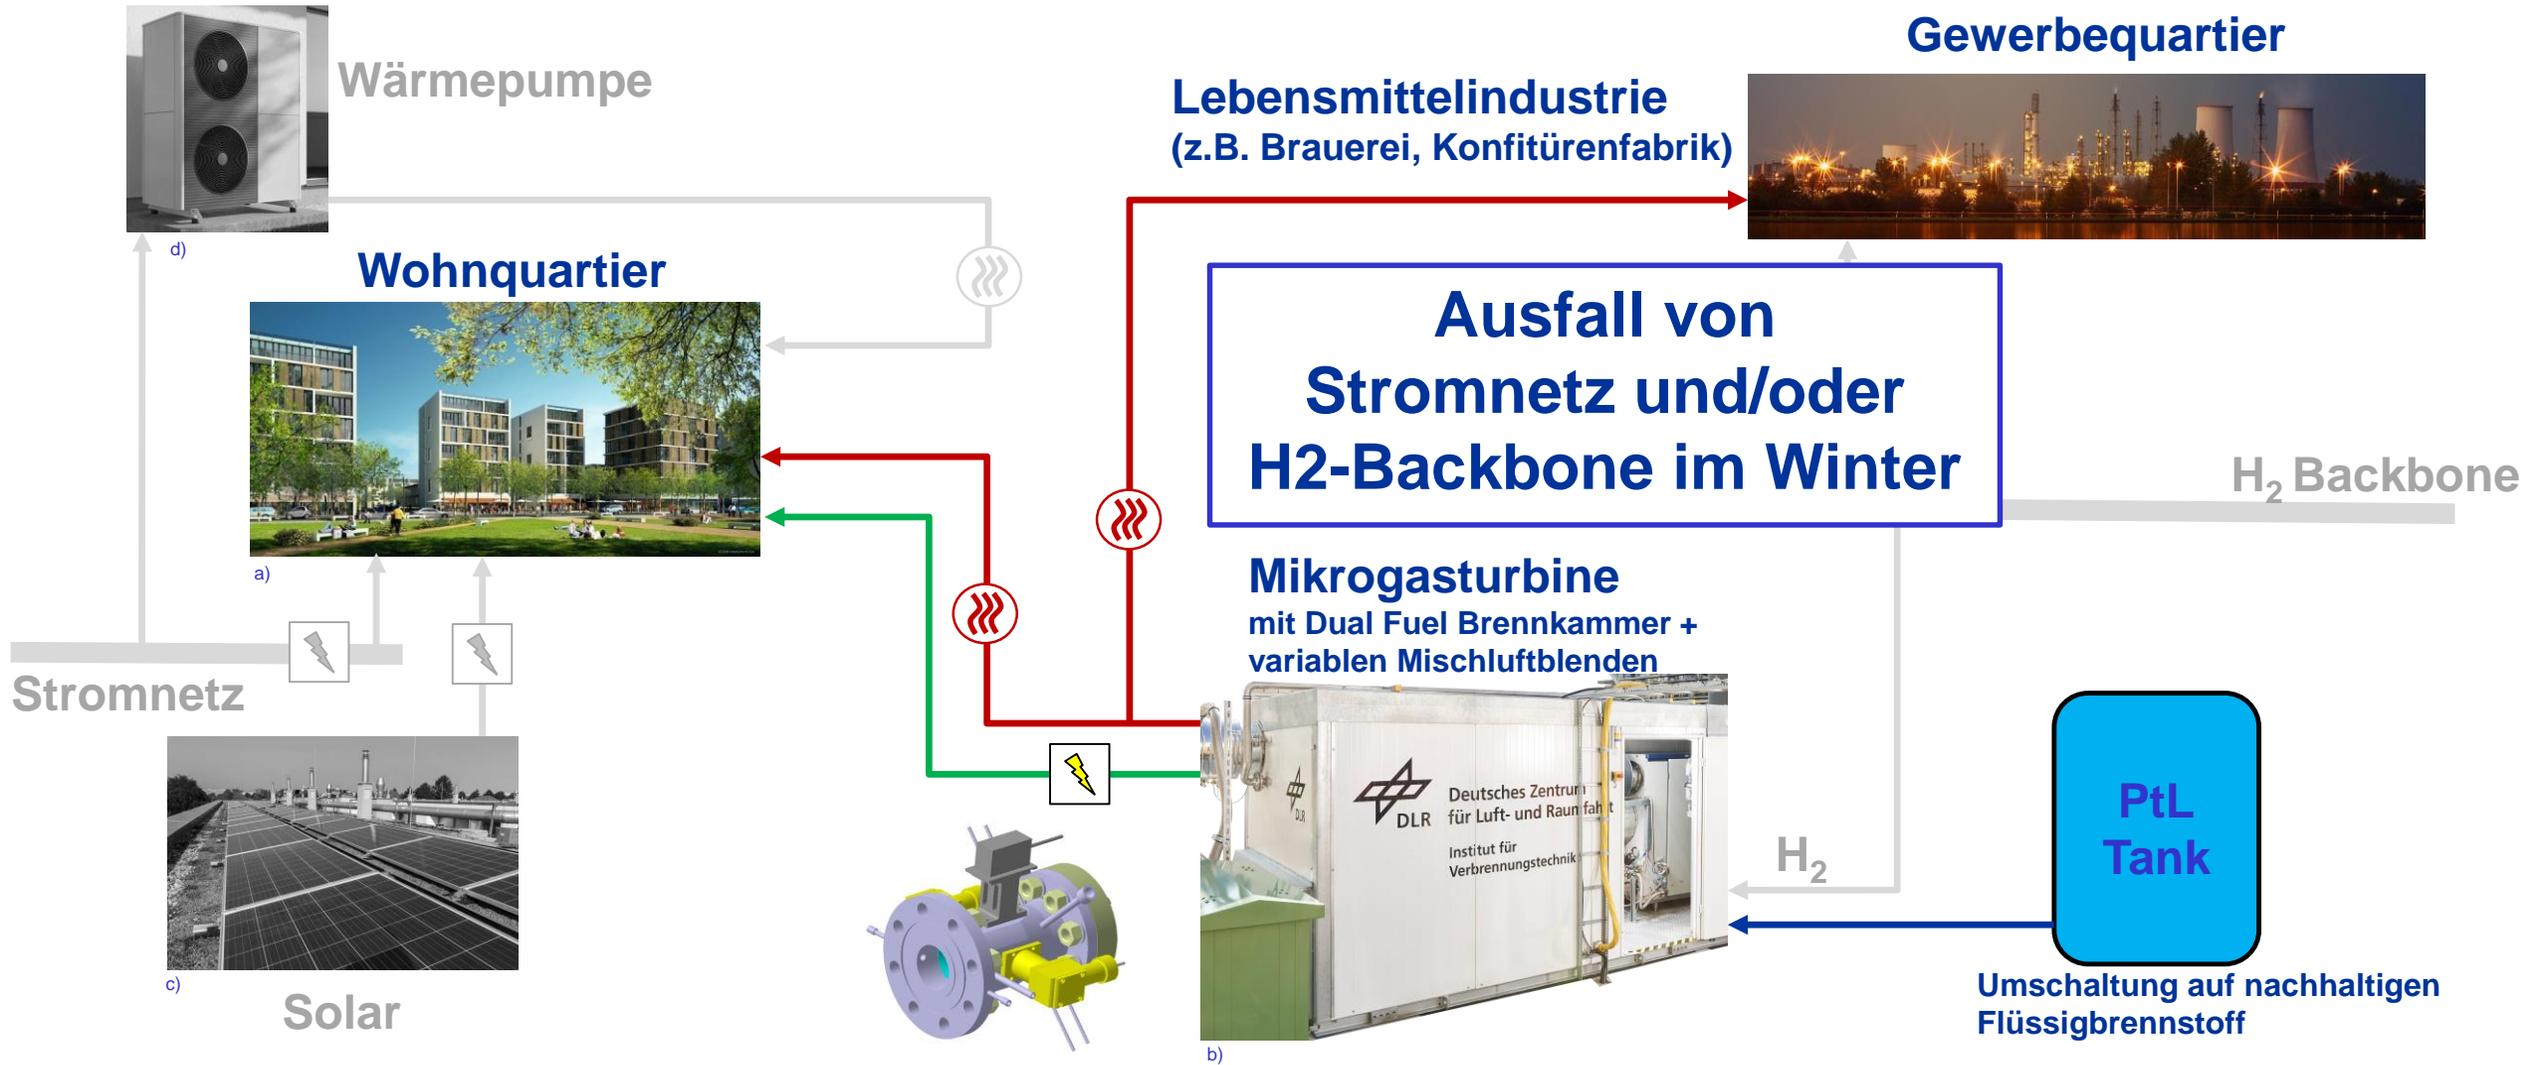 Gewerbequartier
Wärmepumpe
Lebensmittelindustrie
(z.B. Brauerei, Konfitürenfabrik)
d)
Wohnquartier
Ausfall von
Stromnetz und/oder
H2-Backbone im Winter
H₂ Backbone
a)
Mikrogasturbine
mit Dual Fuel Brennkammer +
variablen Mischluftblenden
Stromnetz
DLR
Deutsches Zentrum
für Luft- und Raumfahrt
DLR
Institut für
Verbrennungstechnik
PtL
Tank
H₂
c)
Solar
Umschaltung auf nachhaltigen
Flüssigbrennstoff
b)